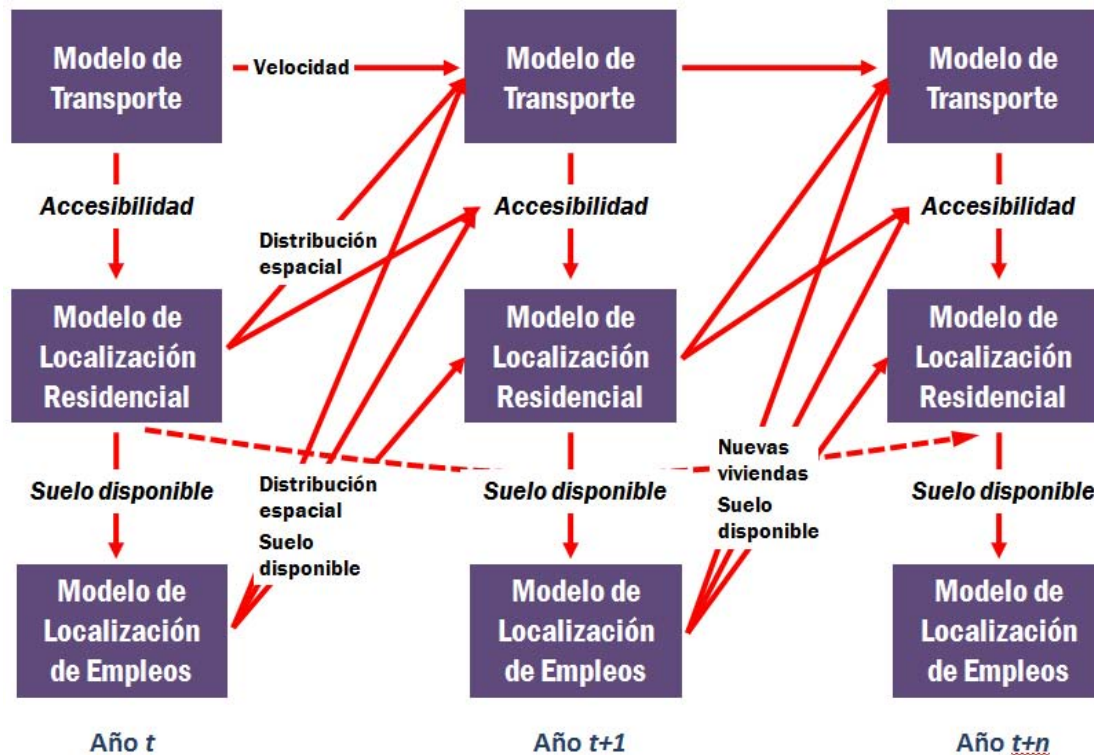 Modelo de
Transporte
Velocidad
Modelo de
Transporte
Modelo de
Transporte
Accesibilidad
Accesibilidad
Accesibilidad
Distribución
espacial
Modelo de
Localización
Residencial
Modelo de
Localización
Residencial
Modelo de
Localización
Residencial
Suelo disponible
Distribución
espacial
Suelo
disponible
Suelo disponible
Nuevas
viviendas
Suelo
disponible
Suelo disponible
Modelo de
Localización
de Empleos
Modelo de
Localización
de Empleos
Modelo de
Localización
de Empleos
Año t
Año t+1
Año t+n